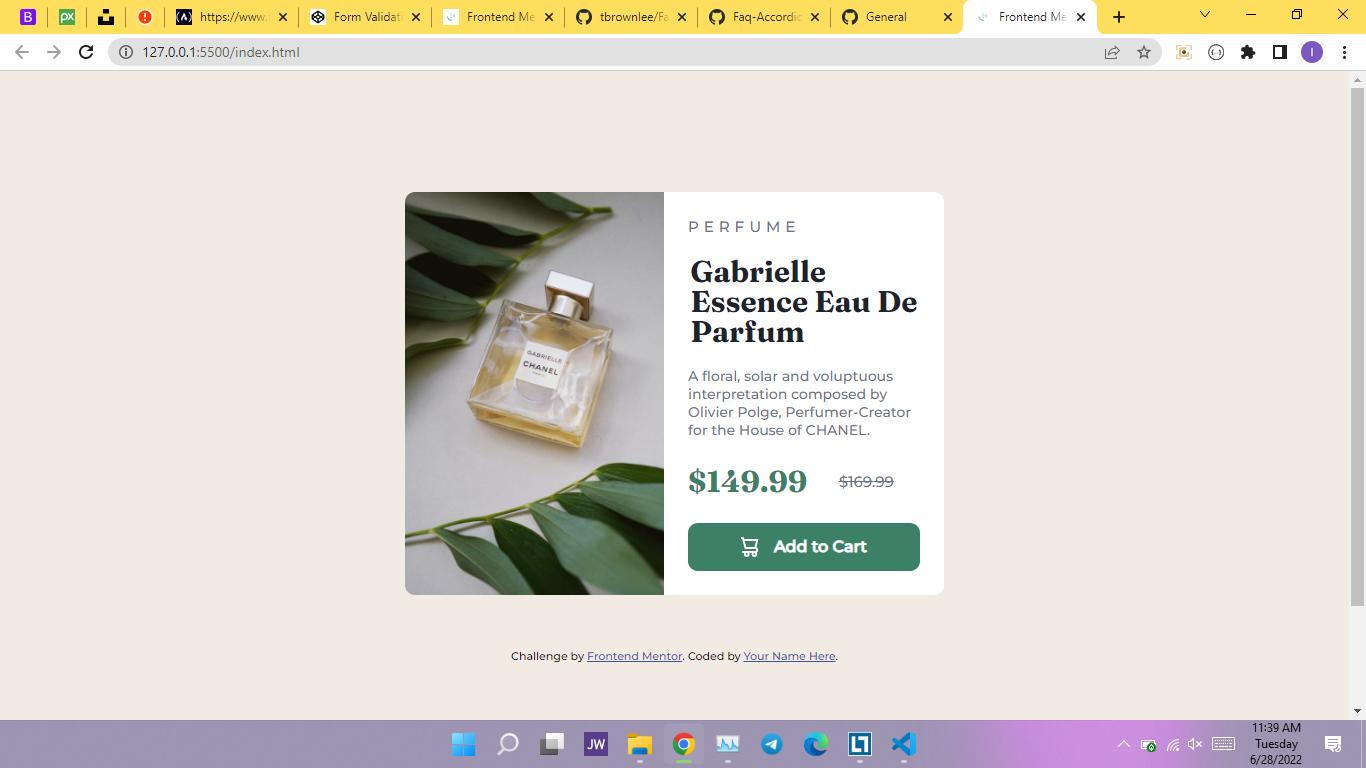 https://www.f
Form Validati
Frontend Me
tbrownlee/Fa
Faq-Accordic
General
Frontend Me
127.0.0.1:5500/index.html
I
PERFUME
Gabrielle
Essence Eau De
Parfum
GABRIELLE
CHANEL
PARIS
A floral, solar and voluptuous
interpretation composed by
Olivier Polge, Perfumer-Creator
for the House of CHANEL.
$149.99 $169.99
Add to Cart
Challenge by Frontend Mentor. Coded by Your Name Here.
JW
11:39 AM
Tuesday
6/28/2022